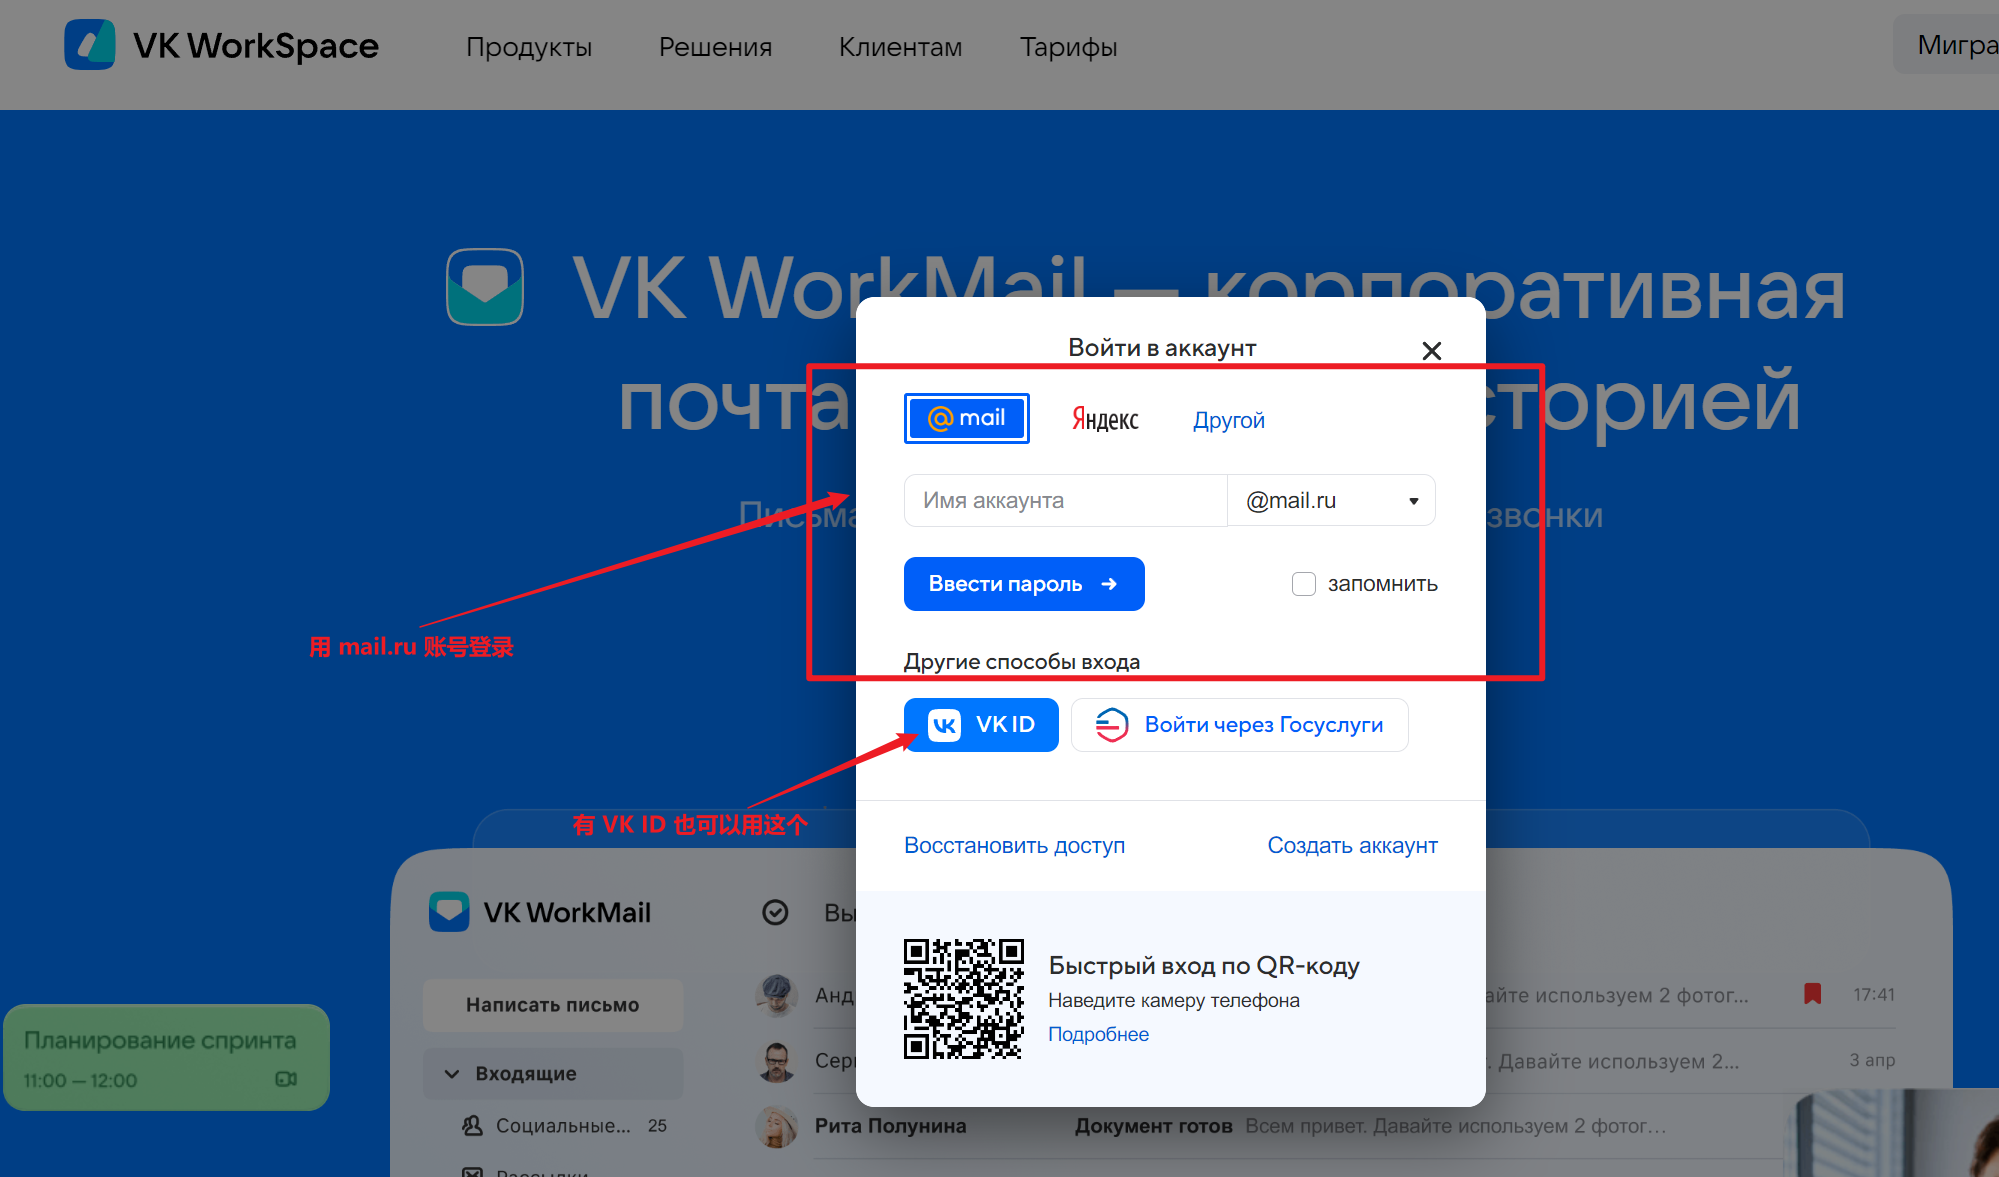 VK WorkSpace Продукты Решения Клиентам Тарифы Мигра
VK WorkMail — корпоративная
почта сторией
Письма звонки
Войти в аккаунт
@mail Яндекс Другой
Имя аккаунта @mail.ru
Ввести пароль → запомнить
用 mail.ru 账号登录
Другие способы входа
VK ID Войти через Госуслуги
有 VK ID 也可以用这个
Восстановить доступ Создать аккаунт
VK WorkMail Вы
Быстрый вход по QR-коду
Наведите камеру телефона
Подробнее
Написать письмо Анд айте используем 2 фотог... 17:41
Планирование спринта
11:00 — 12:00
Входящие Сери . Давайте используем 2... 3 апр
Социальные... 25 Рита Полунина Документ готов Всем привет. Давайте используем 2 фотог...